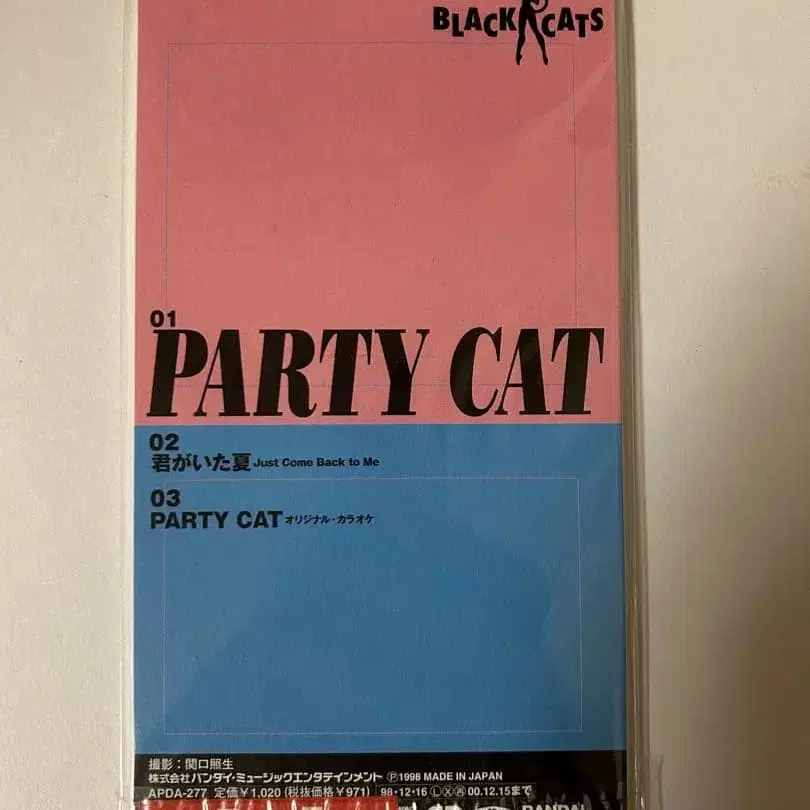 BLACK CATS
01
PARTY CAT
02
君がいた夏 Just Come Back to Me
03
PARTY CAT オリジナル・カラオケ
撮影:関口照生
株式会社バンダイ・ミュージックエンタテインメント Ⓟ1998 MADE IN JAPAN
APDA-277 定価¥1,020 (税抜価格¥971) 98・12・16 Ⓛ Ⓧ 00.12.15まで
BANDAI